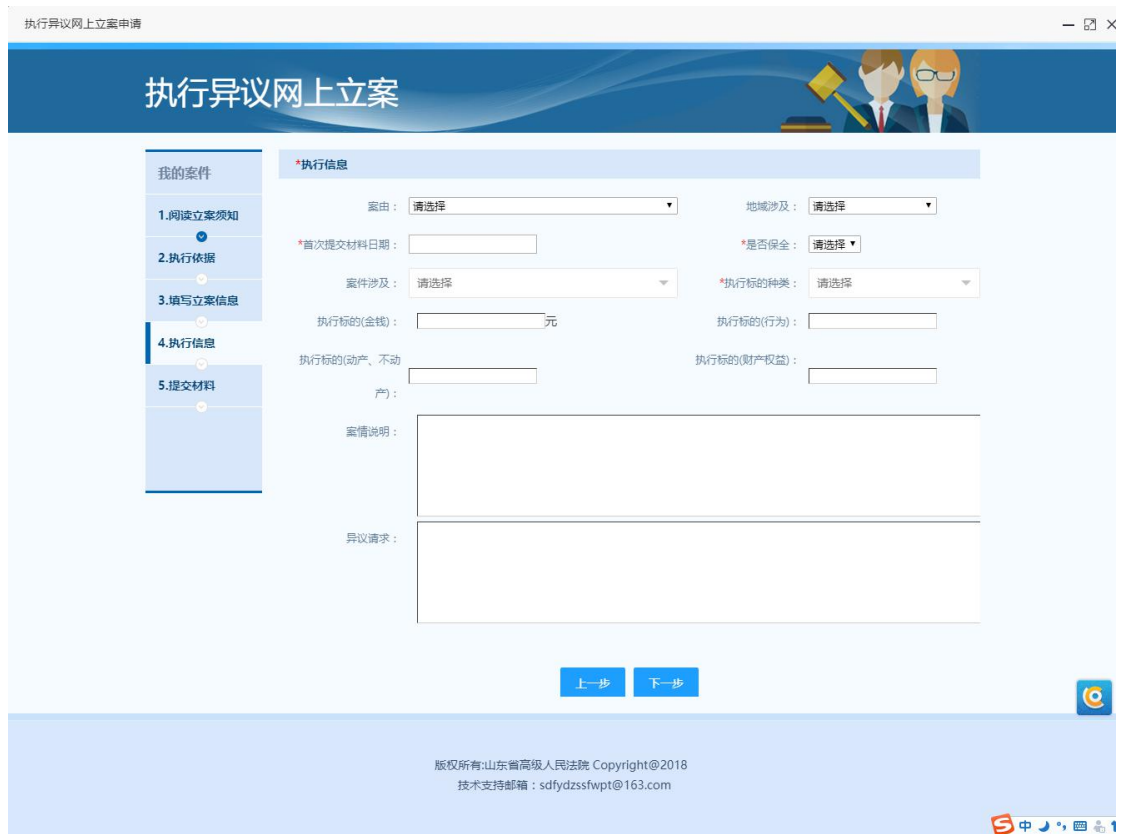 执行异议网上立案申请
执行异议网上立案
我的案件
1.阅读立案须知
2.执行依据
3.填写立案信息
4.执行信息
5.提交材料
*执行信息
案由： 请选择 地域涉及： 请选择
*首次提交材料日期： *是否保全： 请选择
案件涉及： 请选择 *执行标的种类： 请选择
执行标的(金钱)： 元 执行标的(行为)：
执行标的(动产、不动 执行标的(财产权益)：
产)：
案情说明：
异议请求：
上一步 下一步
版权所有:山东省高级人民法院 Copyright@2018
技术支持邮箱：sdfydzssfwpt@163.com
中